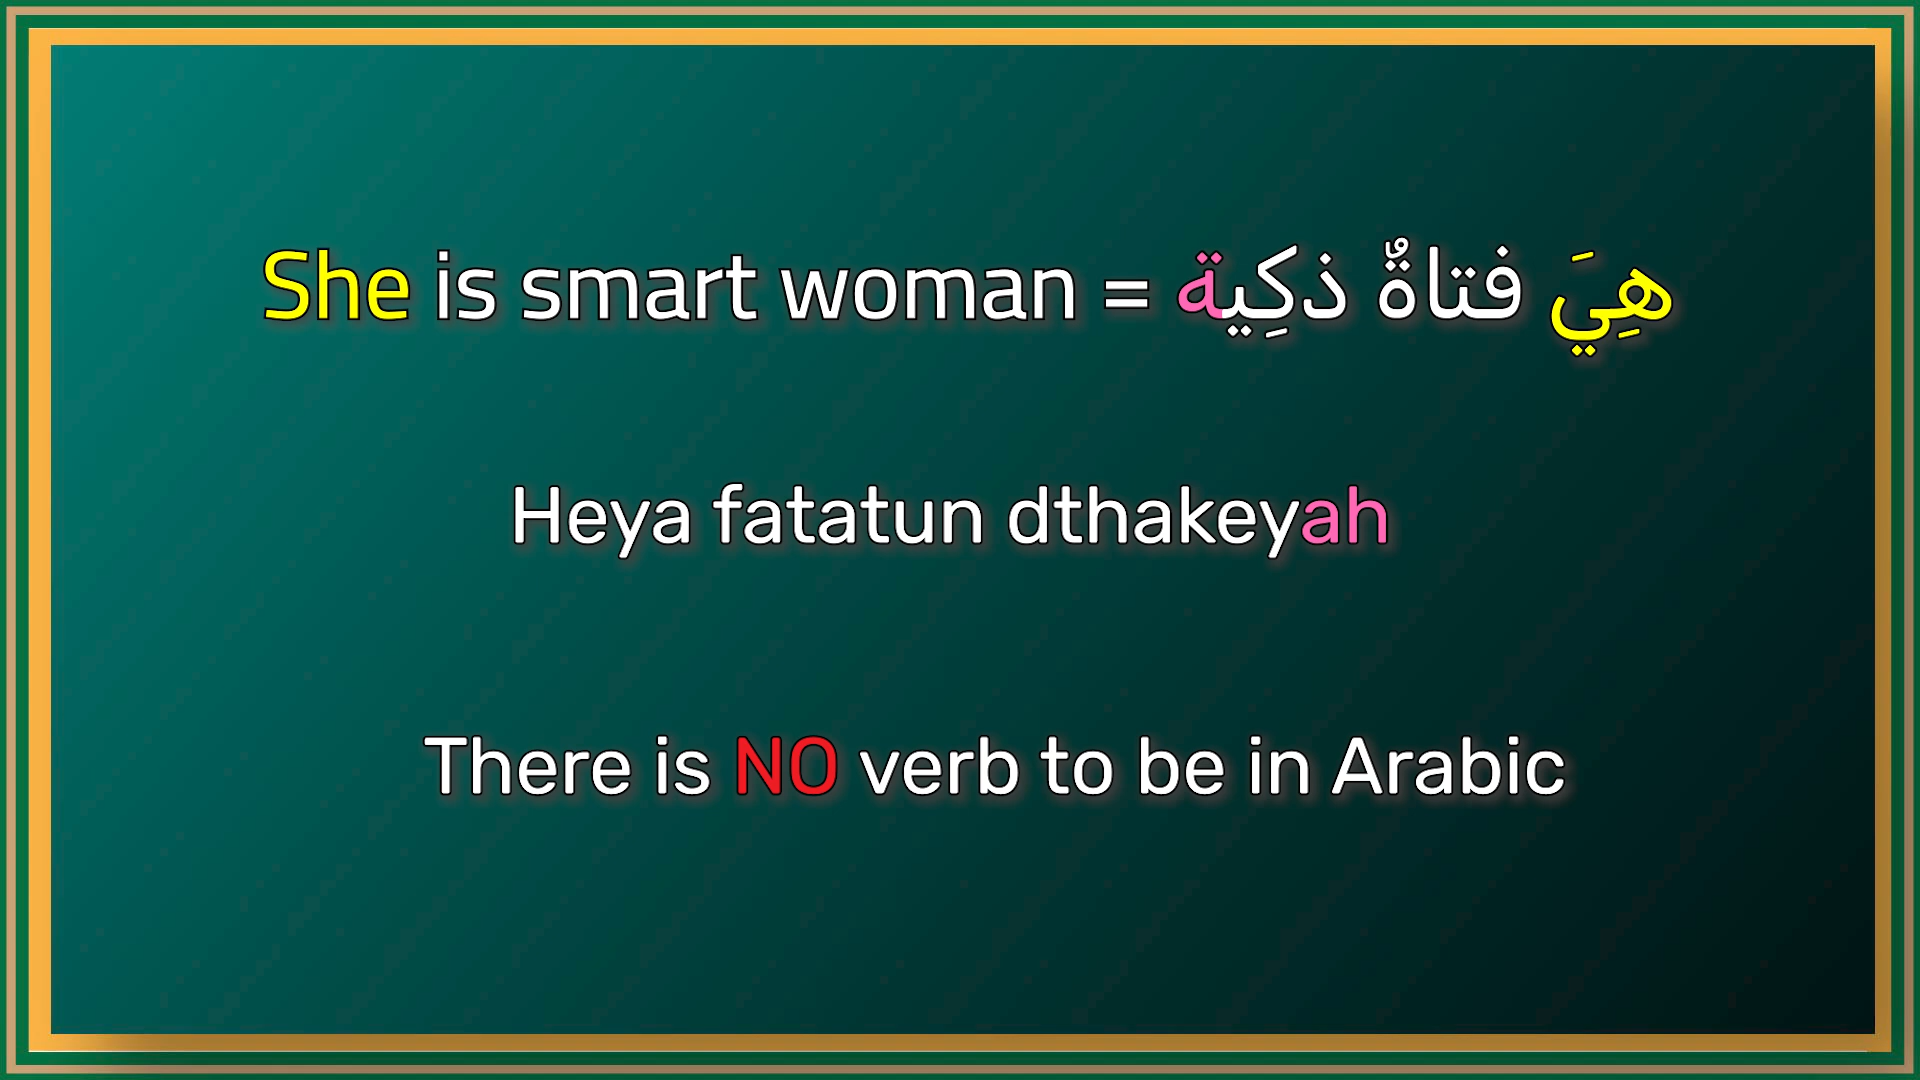 She is smart woman = هِيَ فتاةٌ ذكِية
Heya fatatun dthakeyah
There is NO verb to be in Arabic